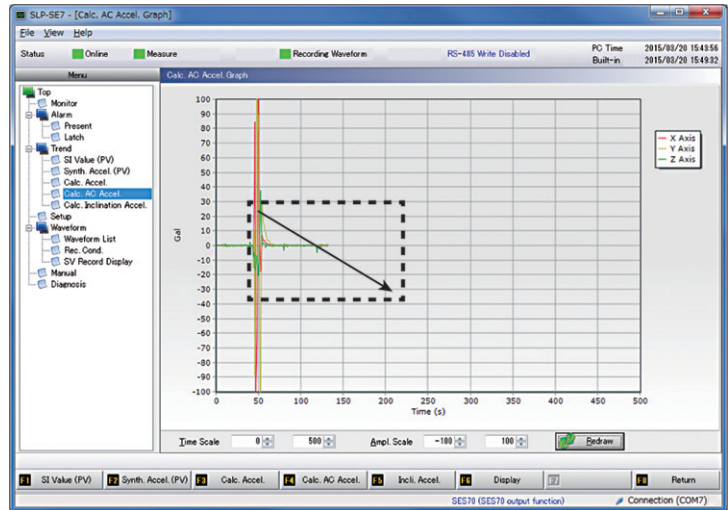 SLP-SE7 - [Calc. AC Accel. Graph]
File View Help
Status Online Measure Recording Waveform RS-485 Write Disabled PC Time 2015/03/20 15:48:56
Built-in 2015/03/20 15:49:32
Menu
Calc. AC Accel. Graph
Top
Monitor
Alarm
Present
Latch
Trend
SI Value (PV)
Synth. Accel. (PV)
Calc. Accel.
Calc. AC Accel.
Calc. Inclination Accel.
Setup
Waveform
Waveform List
Rec. Cond.
SV Record Display
Manual
Diagnosis
100
90
80
70
60
50
40
30
20
10
0
-10
-20
-30
-40
-50
-60
-70
-80
-90
-100
Gal
0 50 100 150 200 250 300 350 400 450 500
Time (s)
X Axis
Y Axis
Z Axis
Time Scale 0 500 Ampl. Scale -100 100 Redraw
F1 SI Value (PV) F2 Synth. Accel. (PV) F3 Calc. Accel. F4 Calc. AC Accel. F5 Incli. Accel. F6 Display F7 F8 Return
SES70 (SES70 output function) Connection (COM7)